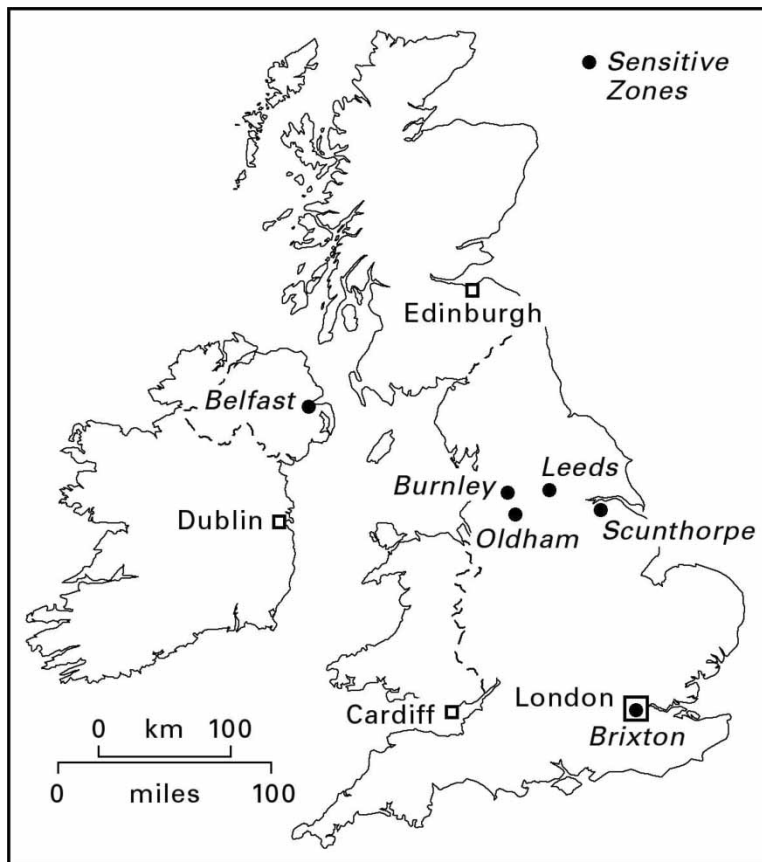 Sensitive
Zones
Edinburgh
Belfast
Burnley
Leeds
Dublin
Oldham
Scunthorpe
London
Cardiff
Brixton
0 km 100
0 miles 100